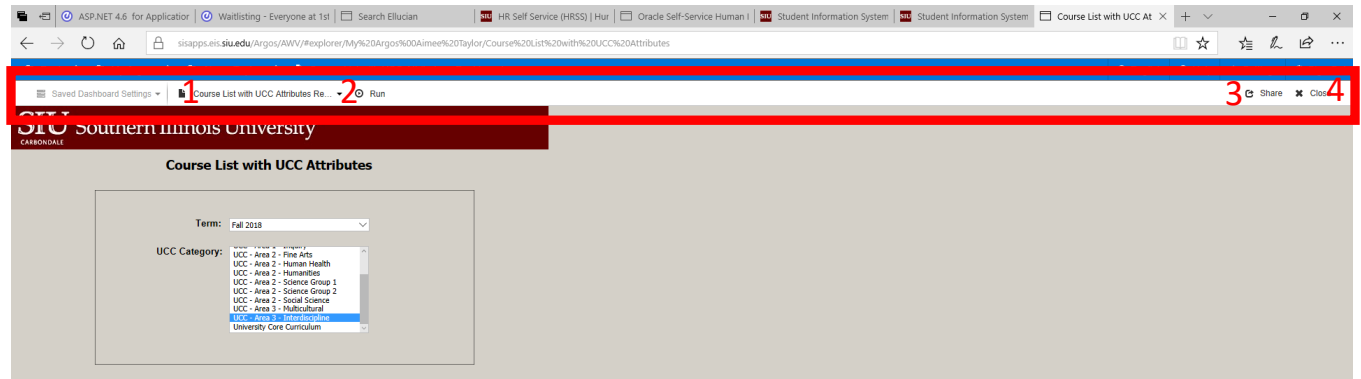 ASP.NET 4.6 for Applicatior Waitlisting - Everyone at 1st Search Ellucian HR Self Service (HRSS) | Hur Oracle Self-Service Human I Student Information System Student Information System Course List with UCC At
sisapps.eis.siu.edu/Argos/AWV/#explorer/My%20Argos%00Aimee%20Taylor/Course%20List%20with%20UCC%20Attributes
Saved Dashboard Settings 1 Course List with UCC Attributes Re... 2 Run 3 Share Clos 4
SIU Southern Illinois University
CARBONDALE
Course List with UCC Attributes
Term: Fall 2018
UCC Category:
UCC - Area 1 - Inquiry
UCC - Area 2 - Fine Arts
UCC - Area 2 - Human Health
UCC - Area 2 - Humanities
UCC - Area 2 - Science Group 1
UCC - Area 2 - Science Group 2
UCC - Area 2 - Social Science
UCC - Area 3 - Multicultural
UCC - Area 3 - Interdiscipline
University Core Curriculum